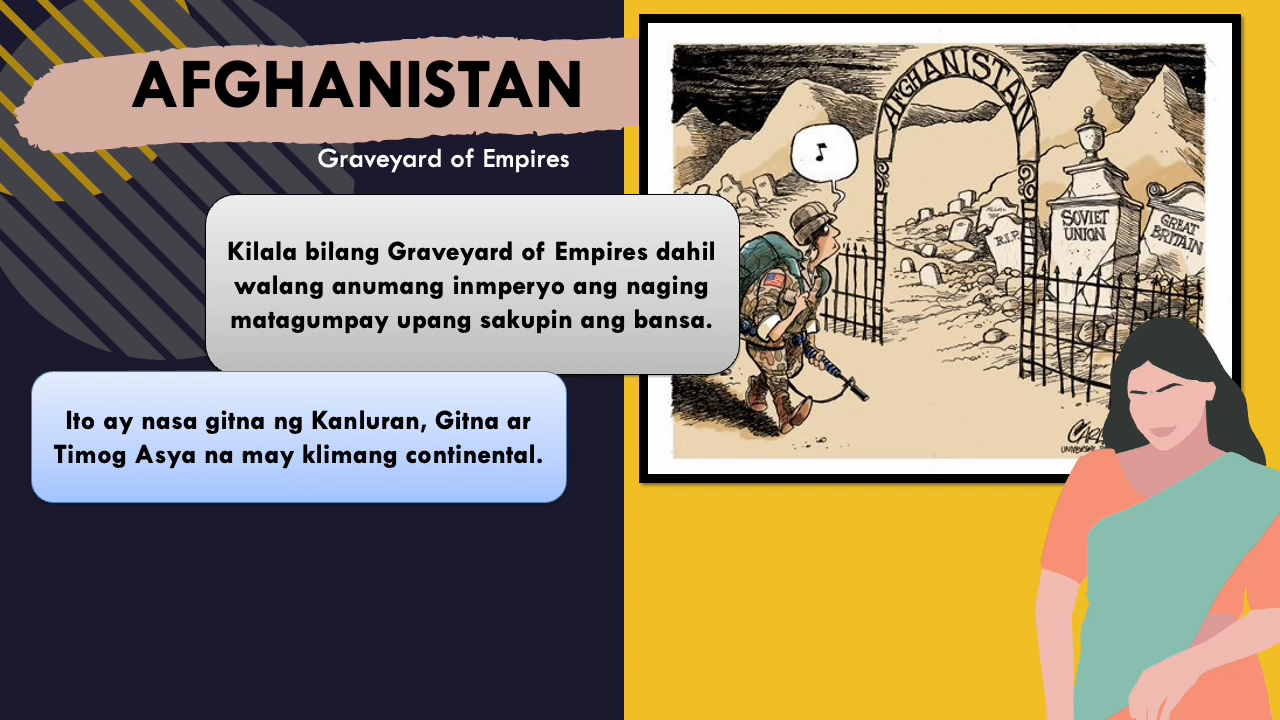 AFGHANISTAN
Graveyard of Empires
Kilala bilang Graveyard of Empires dahil
walang anumang inmperyo ang naging
matagumpay upang sakupin ang bansa.
Ito ay nasa gitna ng Kanluran, Gitna ar
Timog Asya na may klimang continental.
AFGHANISTAN
R.I.P.
SOVIET
UNION
GREAT
BRITAIN